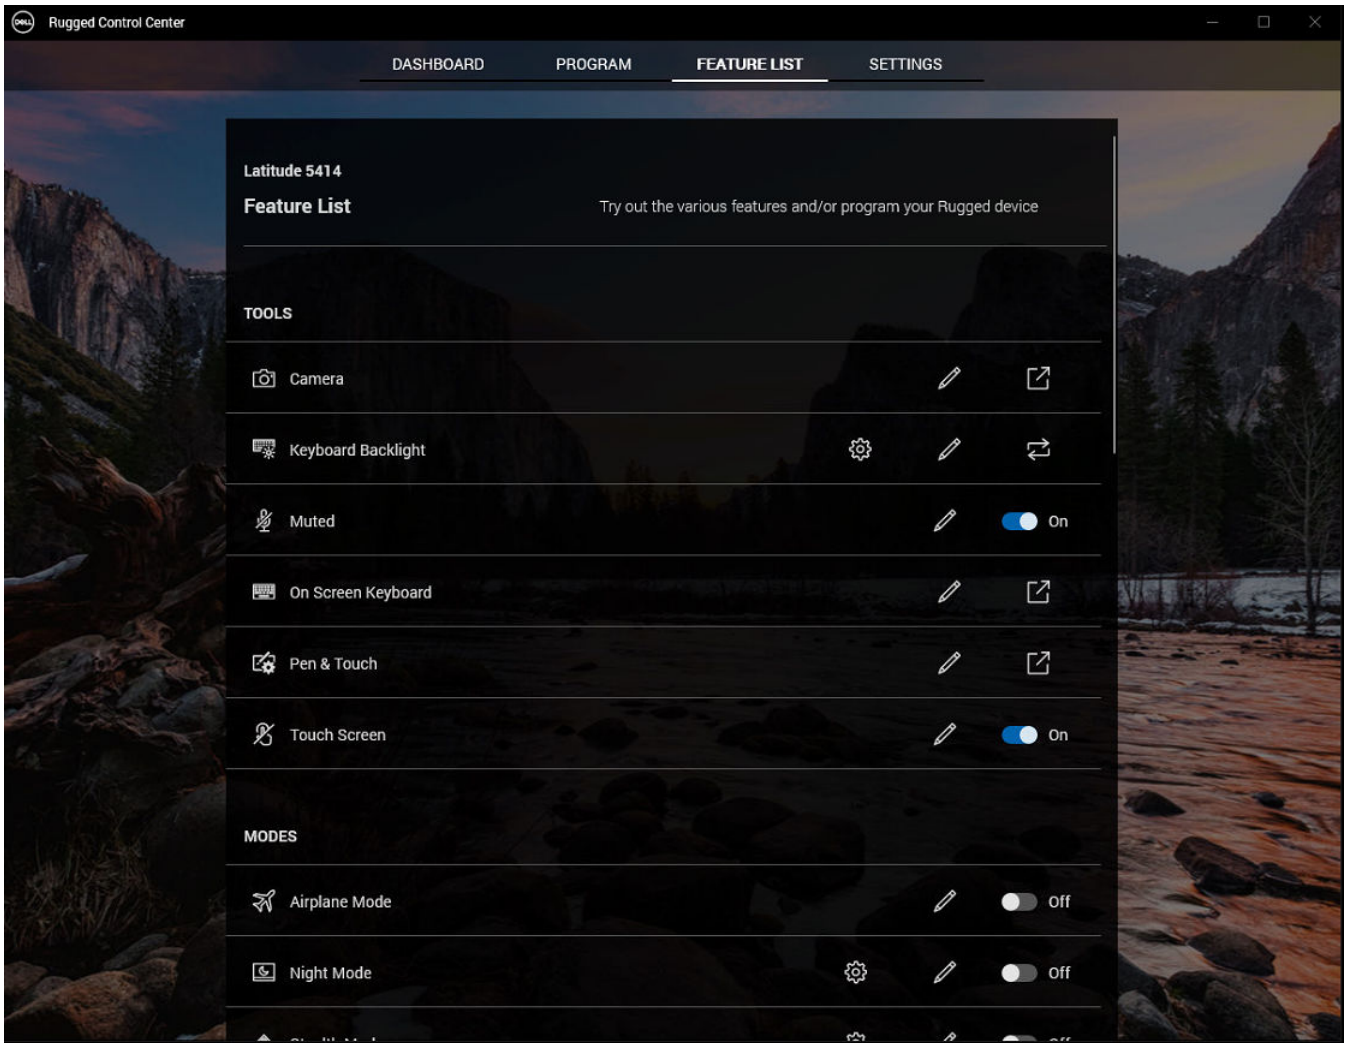 DELL
Rugged Control Center
DASHBOARD PROGRAM FEATURE LIST SETTINGS
Latitude 5414
Feature List Try out the various features and/or program your Rugged device
TOOLS
Camera
Keyboard Backlight
Muted On
On Screen Keyboard
Pen & Touch
Touch Screen On
MODES
Airplane Mode Off
Night Mode Off